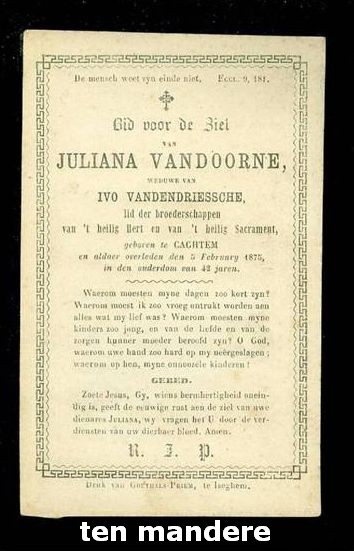 De mensch weet zyn einde niet. Eccl. 9, 181.
Bid voor de Ziel
VAN
JULIANA VANDOORNE,
WEDUWE VAN
IVO VANDENDRIESSCHE,
lid der broederschappen
van 't heilig Hert en van 't heilig Sacrament,
geboren te CACHTEM
en aldaer overleden den 5 February 1875,
in den ouderdom van 42 jaren.
Waerom moesten myne dagen zoo kort zyn?
Waerom moest ik zoo vroeg ontrukt worden aen
alles wat my lief was? Waerom moesten myne
kinders zoo jong, en van de liefde en van de
zorgen hunner moeder beroofd zyn? O God,
waerom uwe hand zoo hard op my neêrgeslagen;
waerom op hen, myne onnoozele kinderen!
GEBED.
Zoete Jesus, Gy, wiens bermhertigheid onein-
dig is, geeft de eeuwige rust aen de ziel van uwe
dienares JULIANA, wy vragen het U door de ver-
diensten van uw dierbaer bloed. Amen.
R. I. P.
Druk van GOETHALS-PRIEM, te Iseghem.
ten mandere